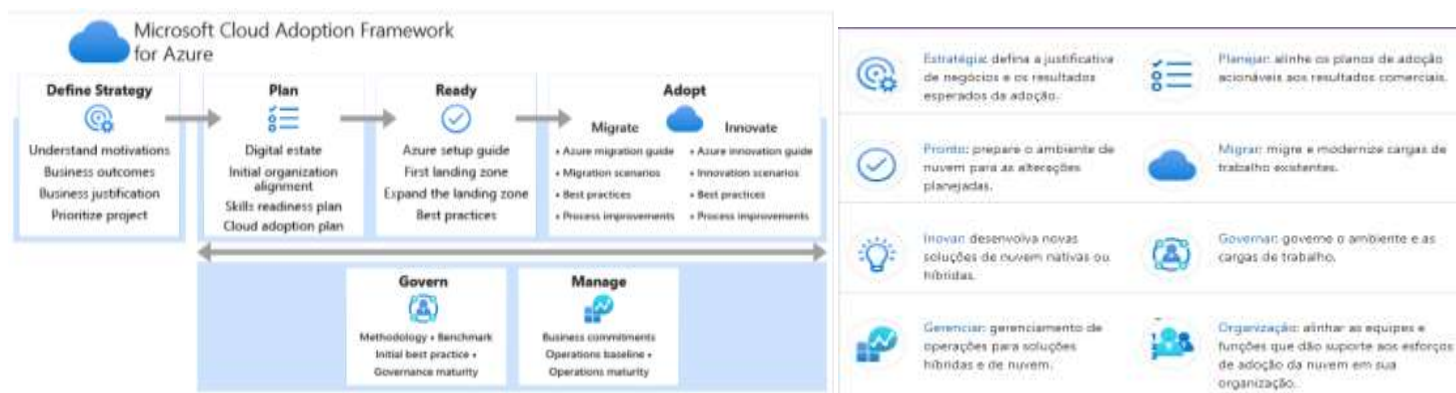 Microsoft Cloud Adoption Framework
for Azure
Define Strategy
Understand motivations
Business outcomes
Business justification
Prioritize project
Plan
Digital estate
Initial organization
alignment
Skills readiness plan
Cloud adoption plan
Ready
Azure setup guide
First landing zone
Expand the landing zone
Best practices
Adopt
Migrate
• Azure migration guide
• Migration scenarios
• Best practices
• Process improvements
Innovate
• Azure innovation guide
• Innovation scenarios
• Best practices
• Process improvements
Govern
Methodology • Benchmark
Initial best practice •
Governance maturity
Manage
Business commitments
Operations baseline •
Operations maturity
Estratégia: defina a justificativa
de negócios e os resultados
esperados da adoção.
Planejar: alinhe os planos de adoção
acionáveis aos resultados comerciais.
Pronto: prepare o ambiente de
nuvem para as alterações
planejadas.
Migrar: migre e modernize cargas de
trabalho existentes.
Inovar: desenvolva novas
soluções de nuvem nativas ou
híbridas.
Governar: governe o ambiente e as
cargas de trabalho.
Gerenciar: gerenciamento de
operações para soluções
híbridas e de nuvem.
Organização: alinhar as equipes e
funções que dão suporte aos esforços
de adoção da nuvem em sua
organização.